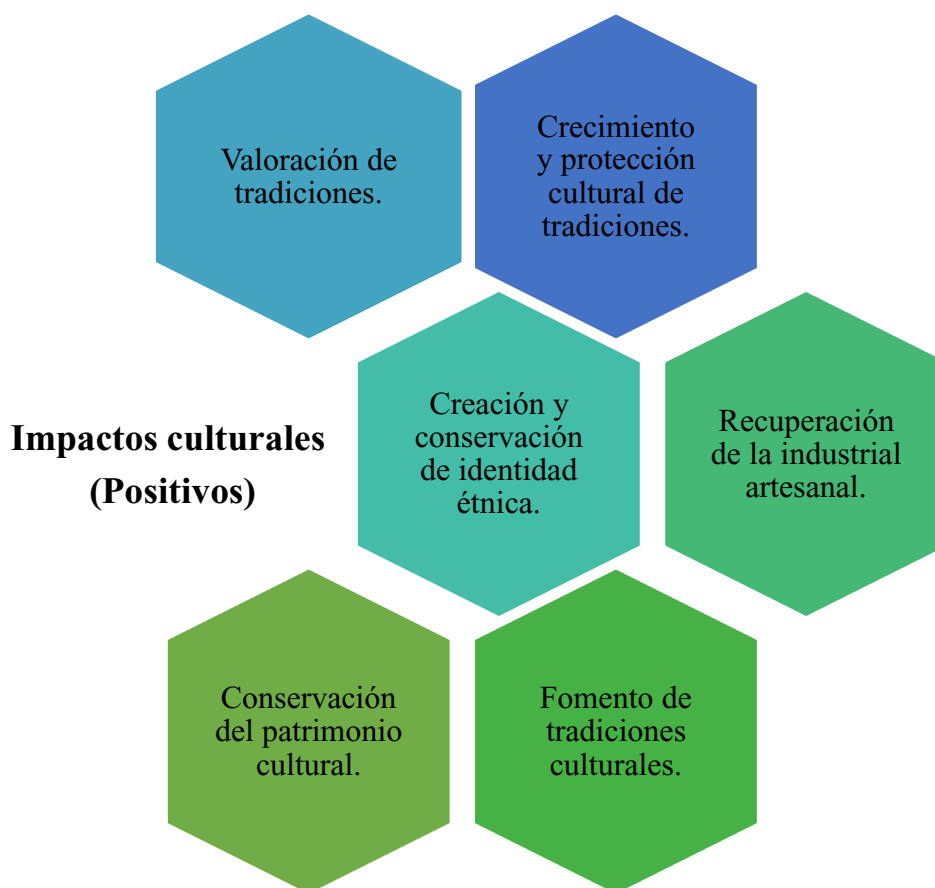 Valoración de
tradiciones.
Crecimiento
y protección
cultural de
tradiciones.
Impactos culturales
(Positivos)
Creación y
conservación
de identidad
étnica.
Recuperación
de la industrial
artesanal.
Conservación
del patrimonio
cultural.
Fomento de
tradiciones
culturales.